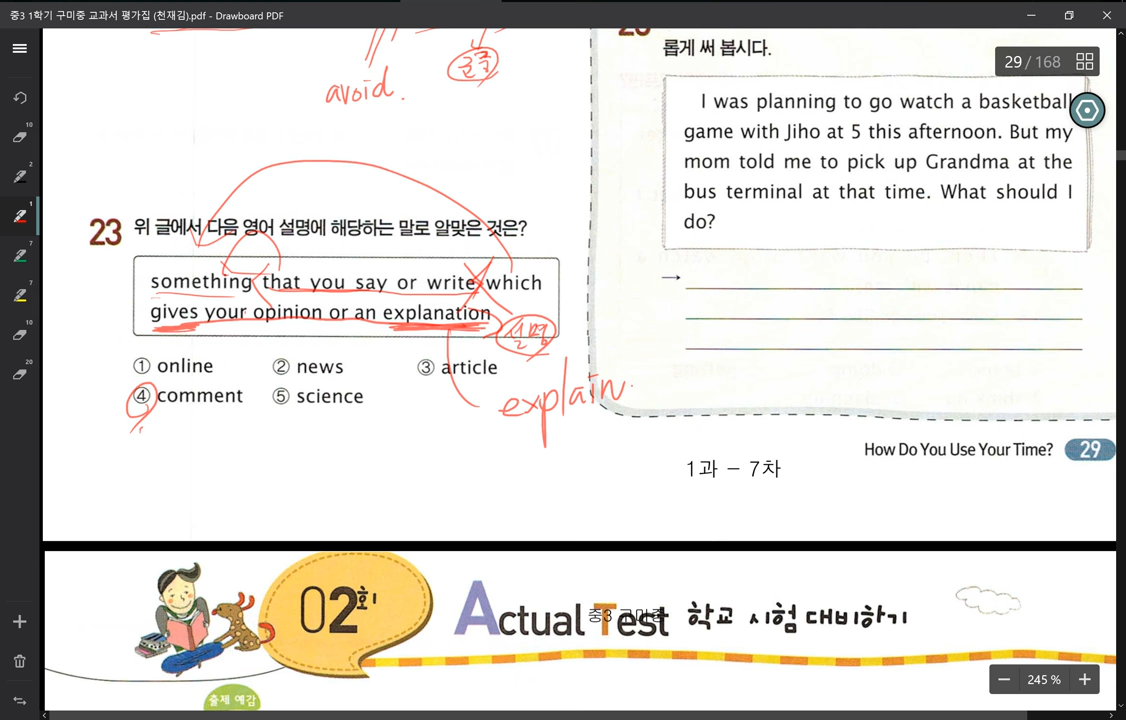 중3 1학기 구미중 교과서 평가집 (천재김).pdf - Drawboard PDF
29 / 168
10
2
1
7
7
10
20
avoid.
23 위 글에서 다음 영어 설명에 해당하는 말로 알맞은 것은?
something that you say or write which
gives your opinion or an explanation
설명
① online ② news ③ article
④ comment ⑤ science
explain.
롭게 써 봅시다.
I was planning to go watch a basketball
game with Jiho at 5 this afternoon. But my
mom told me to pick up Grandma at the
bus terminal at that time. What should I
do?
→
How Do You Use Your Time? 29
1과 – 7차
02회
Actual Test 학교 시험 대비하기
중3 구미중
출제 예감
245 %